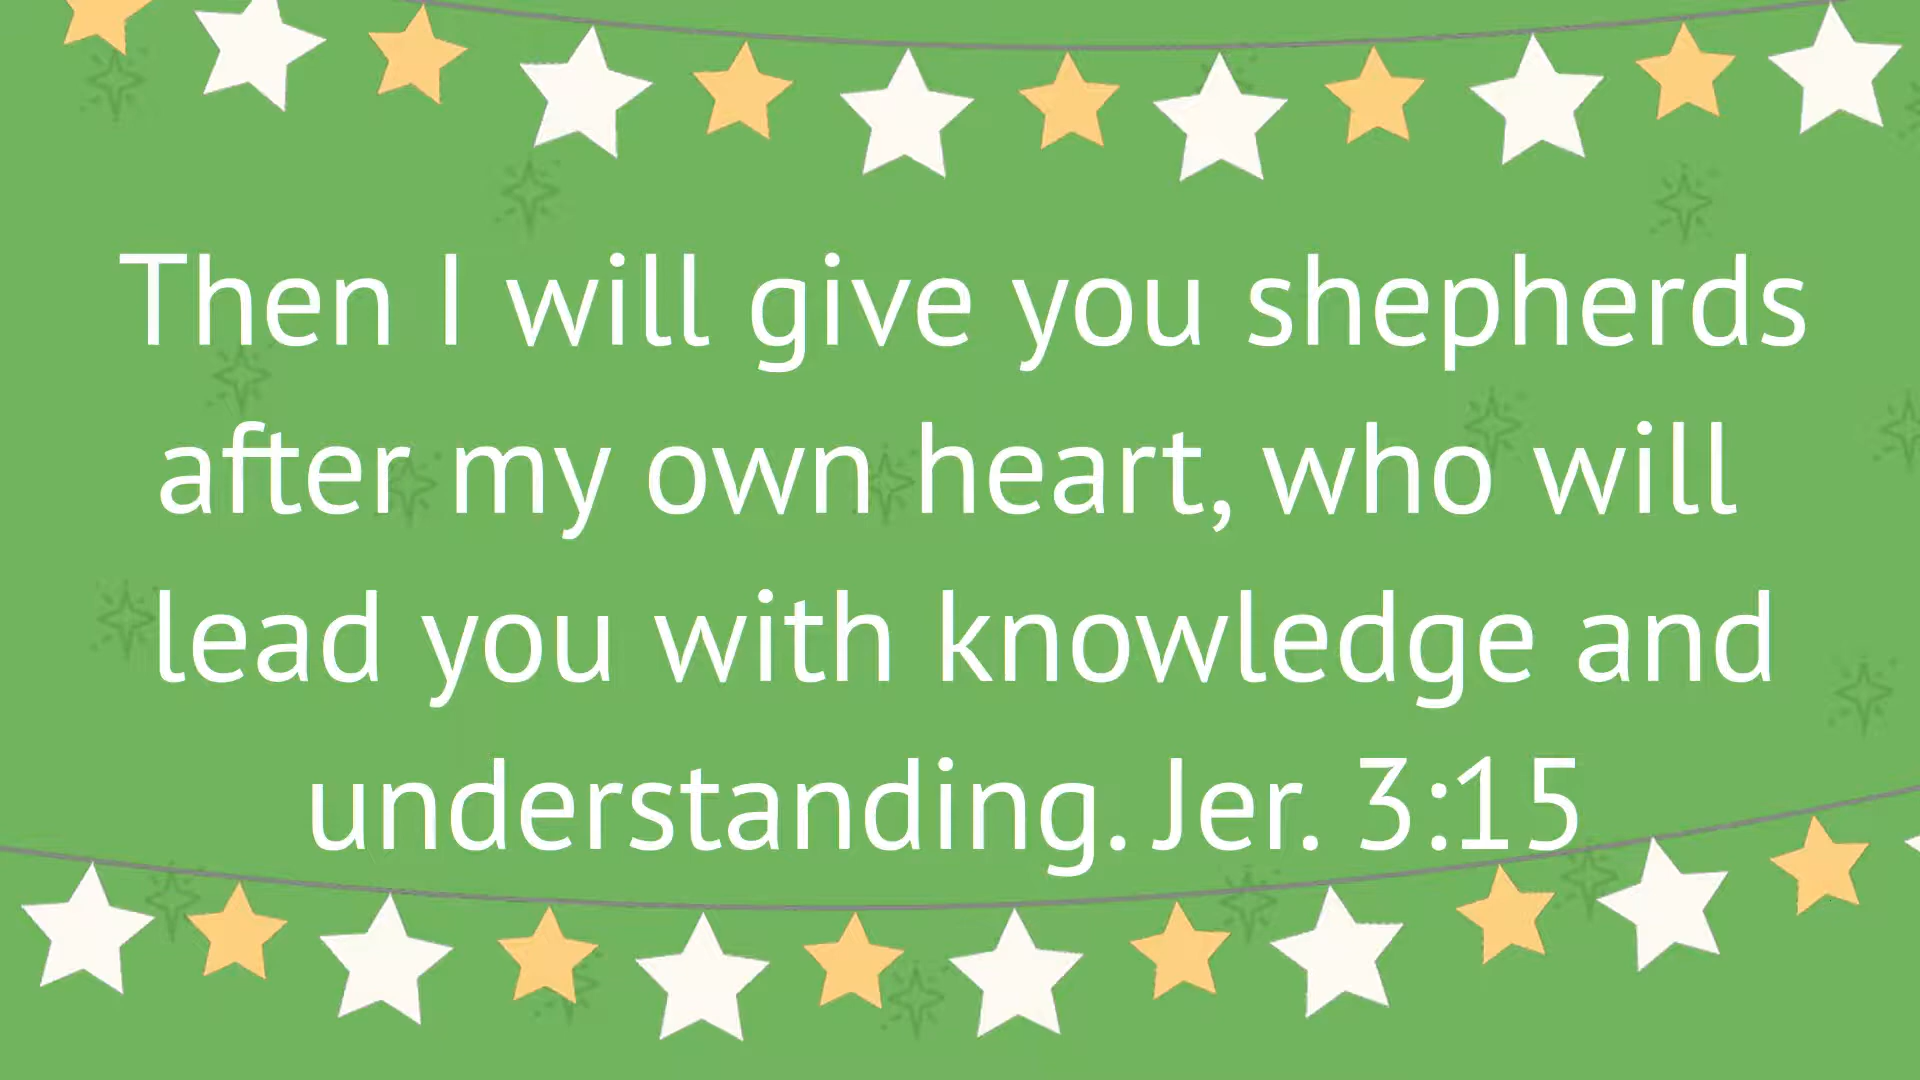 Then I will give you shepherds
after my own heart, who will
lead you with knowledge and
understanding. Jer. 3:15